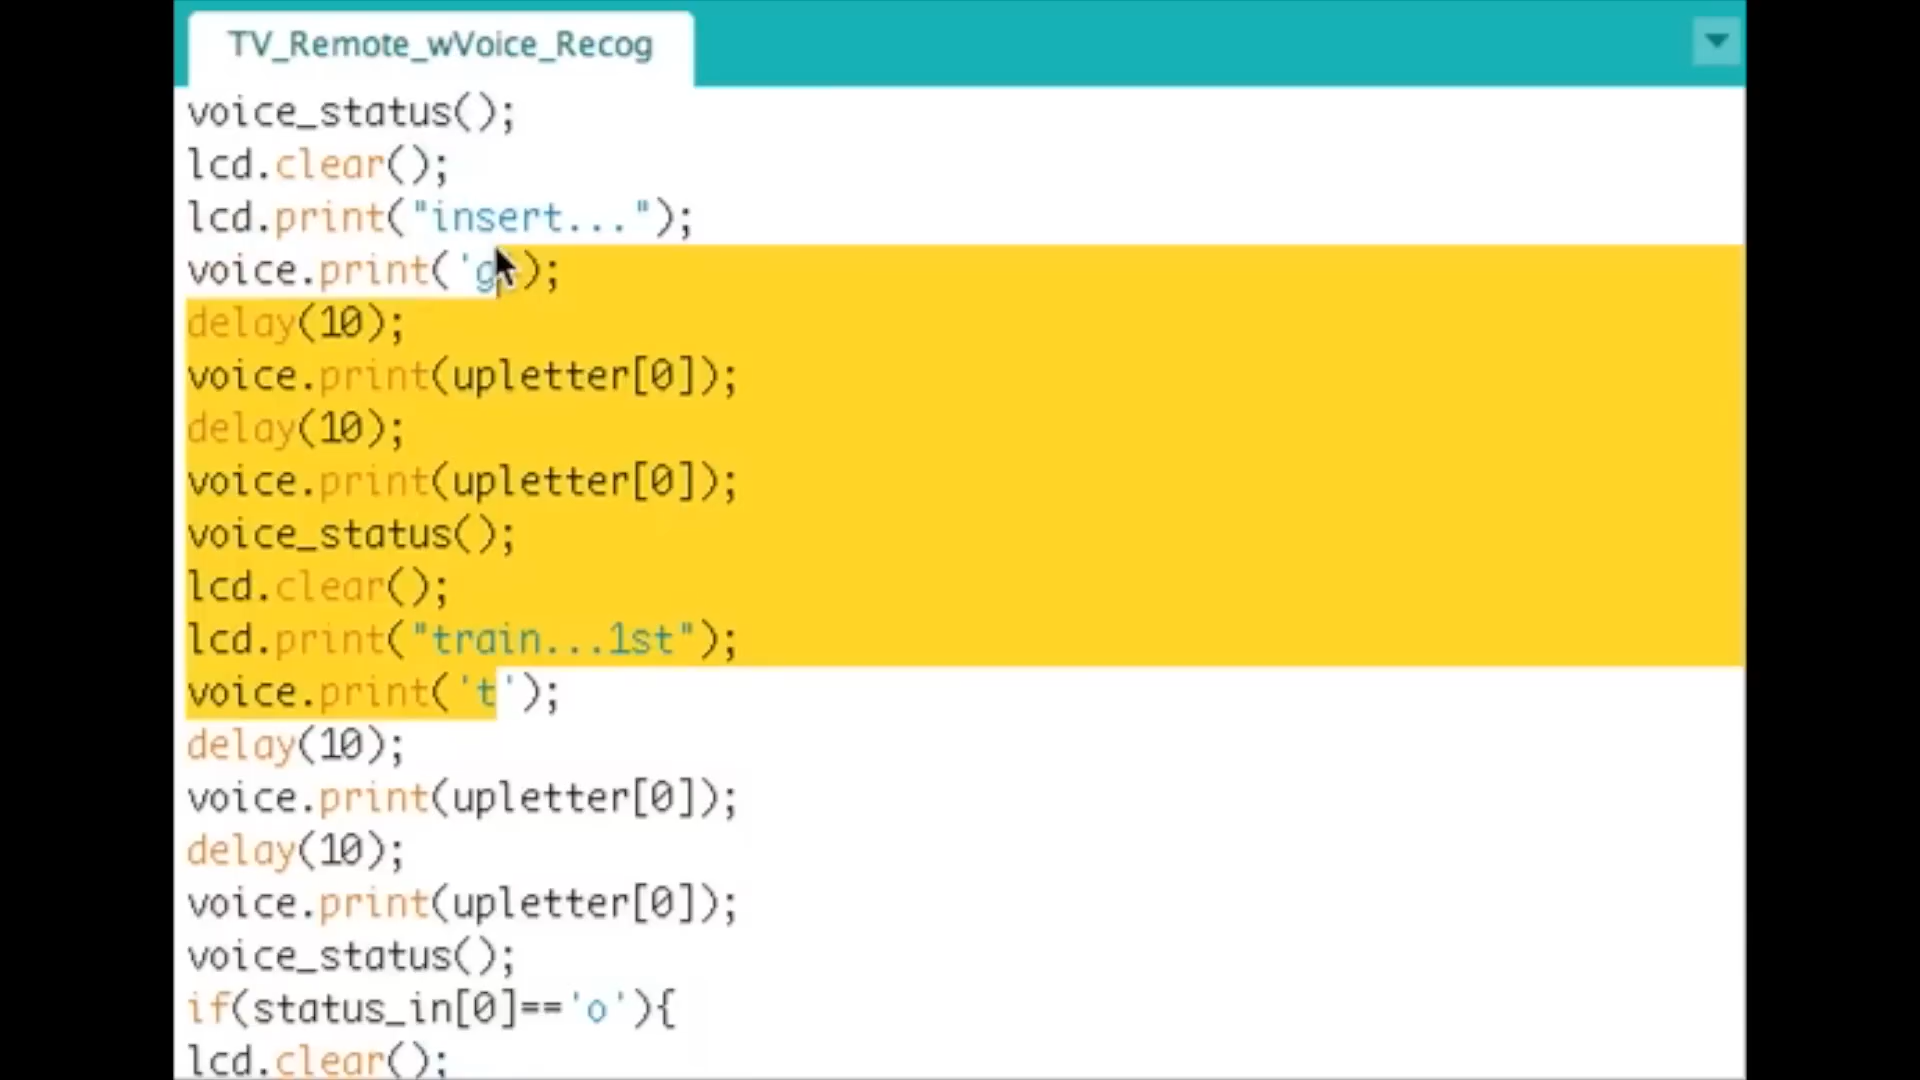 TV_Remote_wVoice_Recog
voice_status();
lcd.clear();
lcd.print("insert...");
voice.print('g');
delay(10);
voice.print(upletter[0]);
delay(10);
voice.print(upletter[0]);
voice_status();
lcd.clear();
lcd.print("train...1st");
voice.print('t');
delay(10);
voice.print(upletter[0]);
delay(10);
voice.print(upletter[0]);
voice_status();
if(status_in[0]=='o'){
lcd.clear();